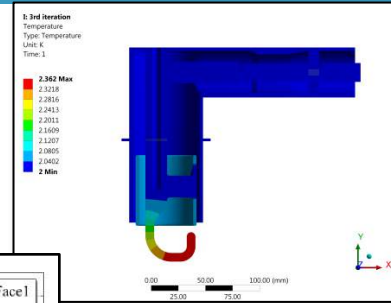 I: 3rd iteration
Temperature
Type: Temperature
Unit: K
Time: 1
2.362 Max
2.3218
2.2816
2.2413
2.2011
2.1609
2.1207
2.0805
2.0402
2 Min
Y
X
Z
0.00 50.00 100.00 (mm)
25.00 75.00
Face1